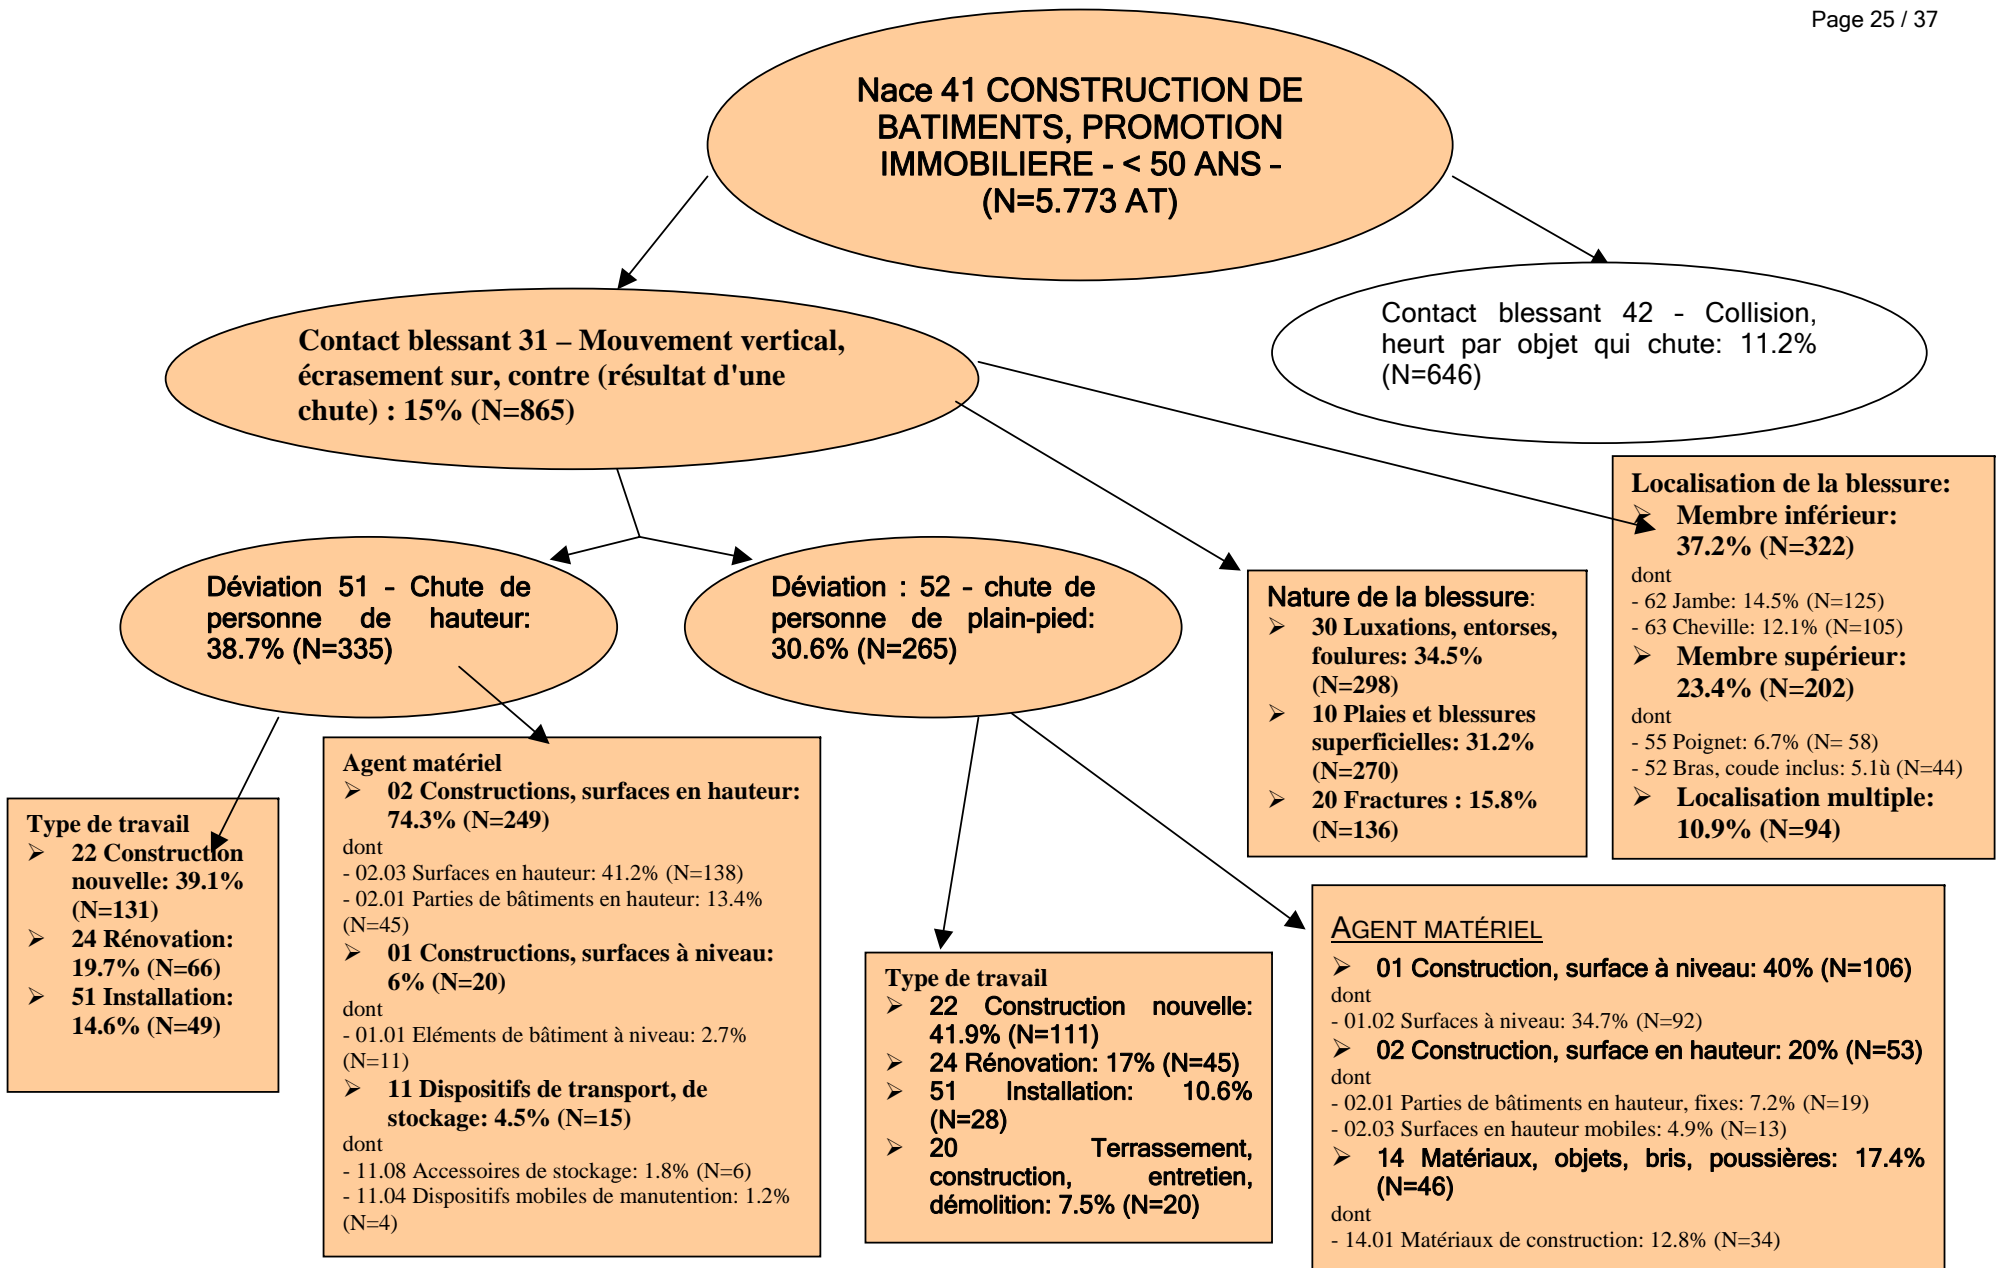 Page 25 / 37
Nace 41 CONSTRUCTION DE
BATIMENTS, PROMOTION
IMMOBILIERE - < 50 ANS -
(N=5.773 AT)
Contact blessant 42 - Collision,
heurt par objet qui chute: 11.2%
(N=646)
Contact blessant 31 – Mouvement vertical,
écrasement sur, contre (résultat d'une
chute) : 15% (N=865)
Déviation 51 - Chute de
personne de hauteur:
38.7% (N=335)
Déviation : 52 - chute de
personne de plain-pied:
30.6% (N=265)
Nature de la blessure:
➢ 30 Luxations, entorses,
foulures: 34.5%
(N=298)
➢ 10 Plaies et blessures
superficielles: 31.2%
(N=270)
➢ 20 Fractures : 15.8%
(N=136)
Localisation de la blessure:
➢ Membre inférieur:
37.2% (N=322)
dont
- 62 Jambe: 14.5% (N=125)
- 63 Cheville: 12.1% (N=105)
➢ Membre supérieur:
23.4% (N=202)
dont
- 55 Poignet: 6.7% (N= 58)
- 52 Bras, coude inclus: 5.1ù (N=44)
➢ Localisation multiple:
10.9% (N=94)
Type de travail
➢ 22 Construction
nouvelle: 39.1%
(N=131)
➢ 24 Rénovation:
19.7% (N=66)
➢ 51 Installation:
14.6% (N=49)
Agent matériel
➢ 02 Constructions, surfaces en hauteur:
74.3% (N=249)
dont
- 02.03 Surfaces en hauteur: 41.2% (N=138)
- 02.01 Parties de bâtiments en hauteur: 13.4%
(N=45)
➢ 01 Constructions, surfaces à niveau:
6% (N=20)
dont
- 01.01 Eléments de bâtiment à niveau: 2.7%
(N=11)
➢ 11 Dispositifs de transport, de
stockage: 4.5% (N=15)
dont
- 11.08 Accessoires de stockage: 1.8% (N=6)
- 11.04 Dispositifs mobiles de manutention: 1.2%
(N=4)
Type de travail
➢ 22 Construction nouvelle:
41.9% (N=111)
➢ 24 Rénovation: 17% (N=45)
➢ 51 Installation: 10.6%
(N=28)
➢ 20 Terrassement,
construction, entretien,
démolition: 7.5% (N=20)
AGENT MATÉRIEL
➢ 01 Construction, surface à niveau: 40% (N=106)
dont
- 01.02 Surfaces à niveau: 34.7% (N=92)
➢ 02 Construction, surface en hauteur: 20% (N=53)
dont
- 02.01 Parties de bâtiments en hauteur, fixes: 7.2% (N=19)
- 02.03 Surfaces en hauteur mobiles: 4.9% (N=13)
➢ 14 Matériaux, objets, bris, poussières: 17.4%
(N=46)
dont
- 14.01 Matériaux de construction: 12.8% (N=34)